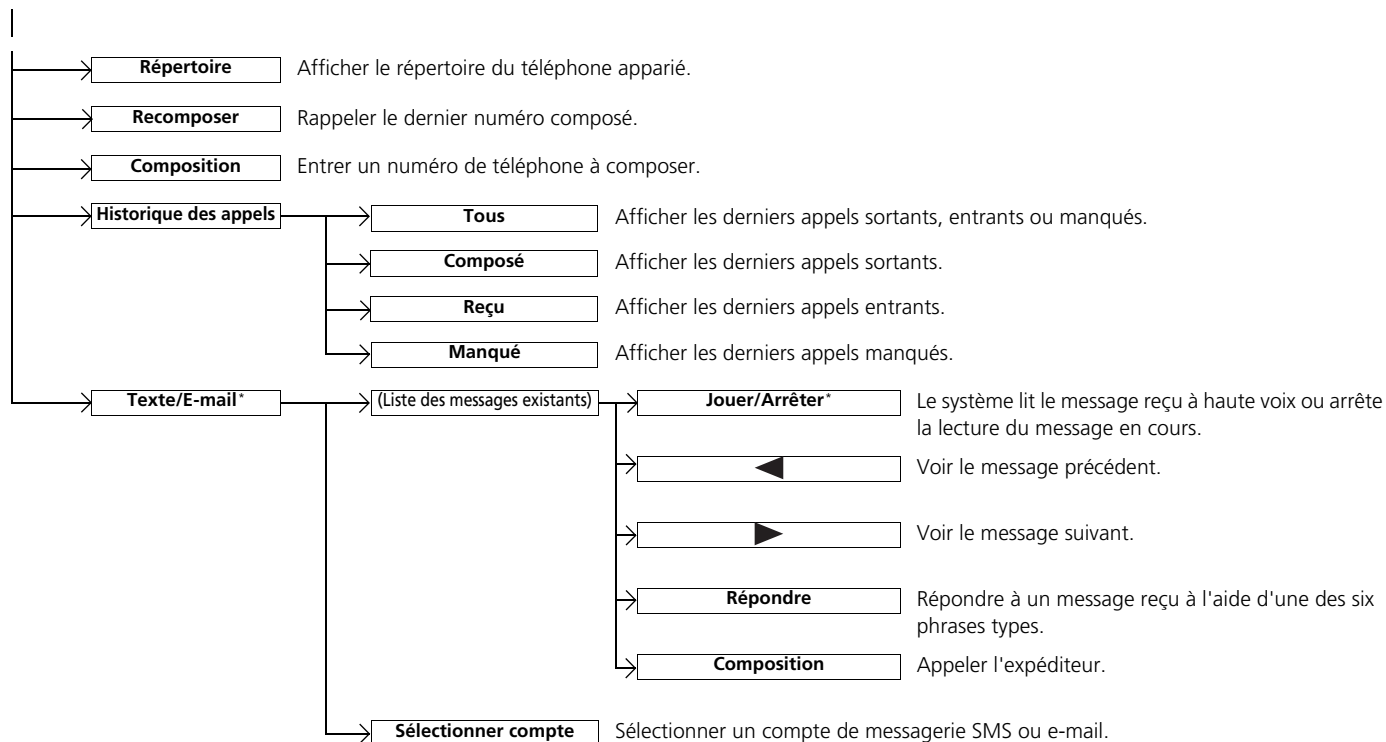 Répertoire Afficher le répertoire du téléphone apparié.
Recomposer Rappeler le dernier numéro composé.
Composition Entrer un numéro de téléphone à composer.
Historique des appels Tous Afficher les derniers appels sortants, entrants ou manqués.
Composé Afficher les derniers appels sortants.
Reçu Afficher les derniers appels entrants.
Manqué Afficher les derniers appels manqués.
Texte/E-mail* (Liste des messages existants) Jouer/Arrêter* Le système lit le message reçu à haute voix ou arrête
la lecture du message en cours.
Voir le message précédent.
Voir le message suivant.
Répondre Répondre à un message reçu à l'aide d'une des six
phrases types.
Composition Appeler l'expéditeur.
Sélectionner compte Sélectionner un compte de messagerie SMS ou e-mail.